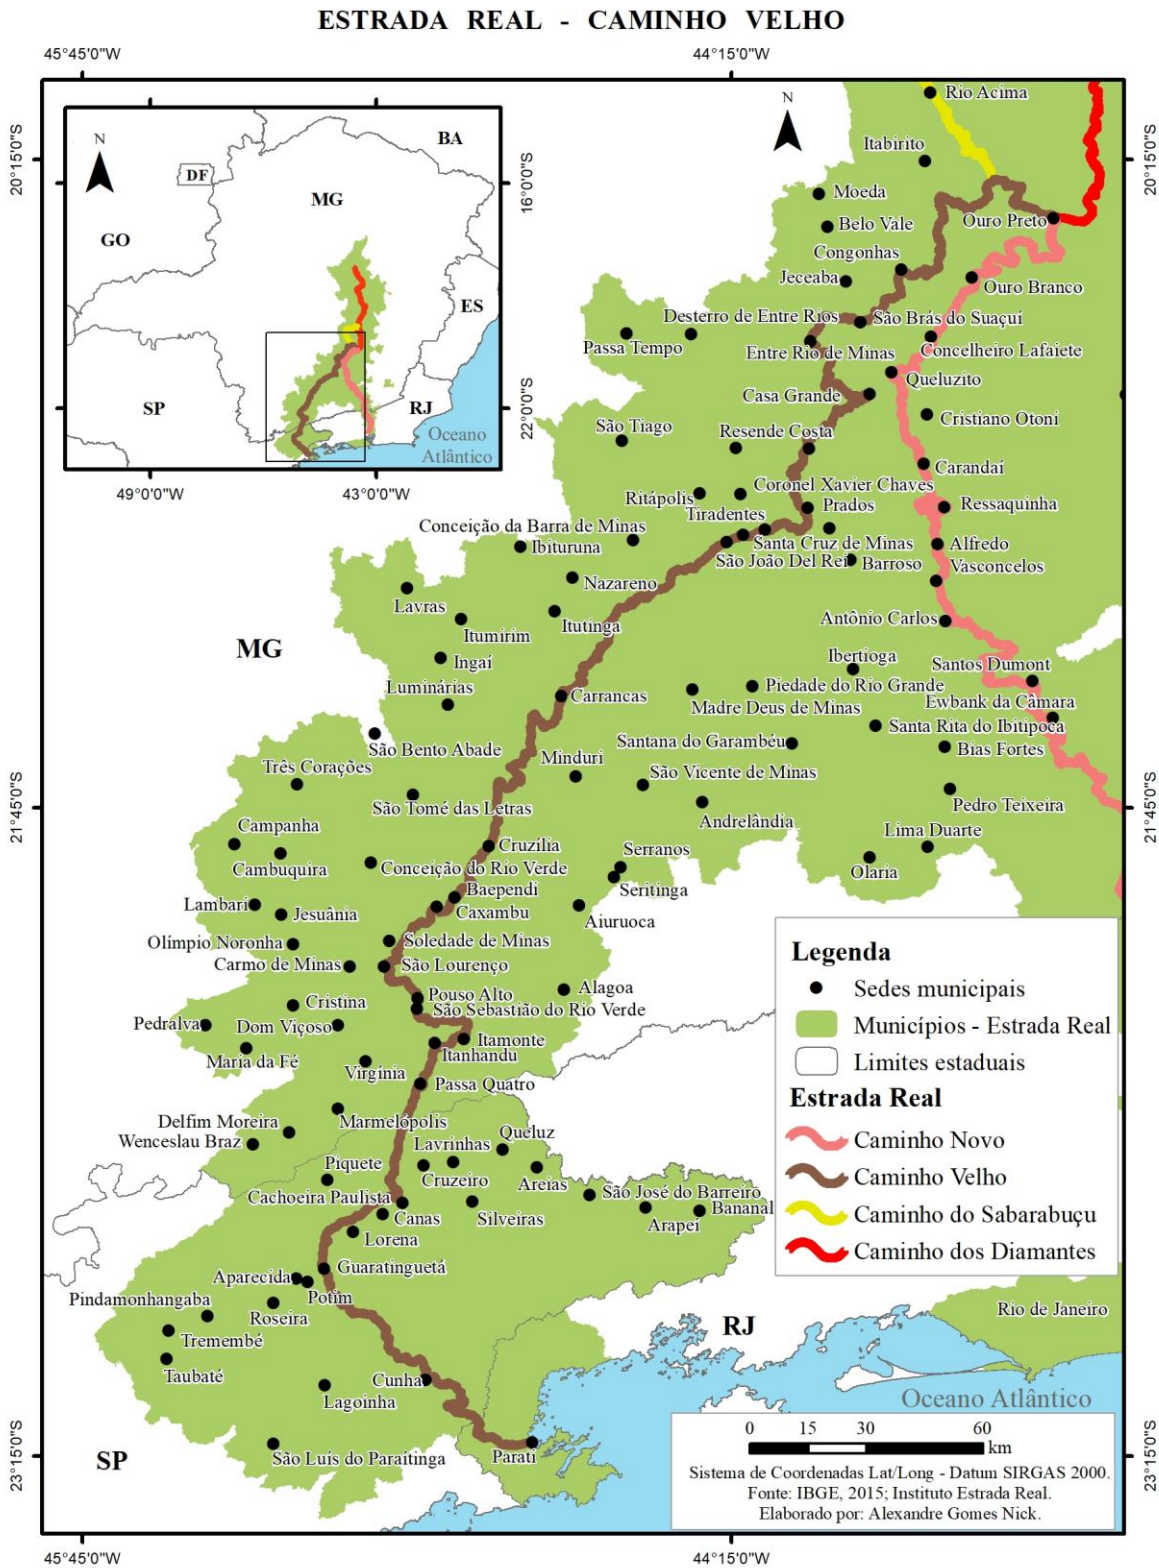 ESTRADA REAL - CAMINHO VELHO
45°45'0"W
44°15'0"W
20°15'0"S
20°15'0"S
N
BA
DF
MG
GO
ES
SP
RJ
Oceano
Atlântico
16°0'0"S
22°0'0"S
49°0'0"W
43°0'0"W
N
Rio Acima
Itabirito
Moeda
Ouro Preto
Belo Vale
Congonhas
Jeceaba
Ouro Branco
Desterro de Entre Rios
São Brás do Suaçuí
Passa Tempo
Entre Rio de Minas
Concelheiro Lafaiete
Queluzito
Casa Grande
Cristiano Otoni
São Tiago
Resende Costa
Carandaí
Coronel Xavier Chaves
Ritápolis
Prados
Ressaquinha
Tiradentes
Conceição da Barra de Minas
Ibituruna
Santa Cruz de Minas
Alfredo
Vasconcelos
São João Del Rei
Barroso
Nazareno
Lavras
Itutinga
Antônio Carlos
Itumirim
MG
Ingaí
Ibertioga
Santos Dumont
Luminárias
Piedade do Rio Grande
Carrancas
Madre Deus de Minas
Ewbank da Câmara
Santa Rita do Ibitipoca
São Bento Abade
Santana do Garambéu
Bias Fortes
Três Corações
Minduri
São Vicente de Minas
São Tomé das Letras
Pedro Teixeira
21°45'0"S
21°45'0"S
Andrelândia
Campanha
Lima Duarte
Cruzília
Cambuquira
Conceição do Rio Verde
Serranos
Olaria
Seritinga
Baependi
Lambari
Caxambu
Jesuânia
Aiuruoca
Olímpio Noronha
Soledade de Minas
Carmo de Minas
São Lourenço
Pouso Alto
Alagoa
Cristina
São Sebastião do Rio Verde
Pedralva
Dom Viçoso
Itamonte
Maria da Fé
Itanhandu
Virgínia
Passa Quatro
Delfim Moreira
Marmelópolis
Wenceslau Braz
Queluz
Lavrinhas
Piquete
Cruzeiro
Areias
Cachoeira Paulista
São José do Barreiro
Canas
Silveiras
Arapeí
Bananal
Lorena
Guaratinguetá
Aparecida
Potim
Pindamonhangaba
Roseira
Tremembé
Taubaté
Cunha
Lagoinha
São Luís do Paraítinga
Parati
SP
RJ
Rio de Janeiro
Oceano Atlântico
Legenda
Sedes municipais
Municípios - Estrada Real
Limites estaduais
Estrada Real
Caminho Novo
Caminho Velho
Caminho do Sabarabuçu
Caminho dos Diamantes
0 15 30 60
km
Sistema de Coordenadas Lat/Long - Datum SIRGAS 2000.
Fonte: IBGE, 2015; Instituto Estrada Real.
Elaborado por: Alexandre Gomes Nick.
23°15'0"S
23°15'0"S
45°45'0"W
44°15'0"W